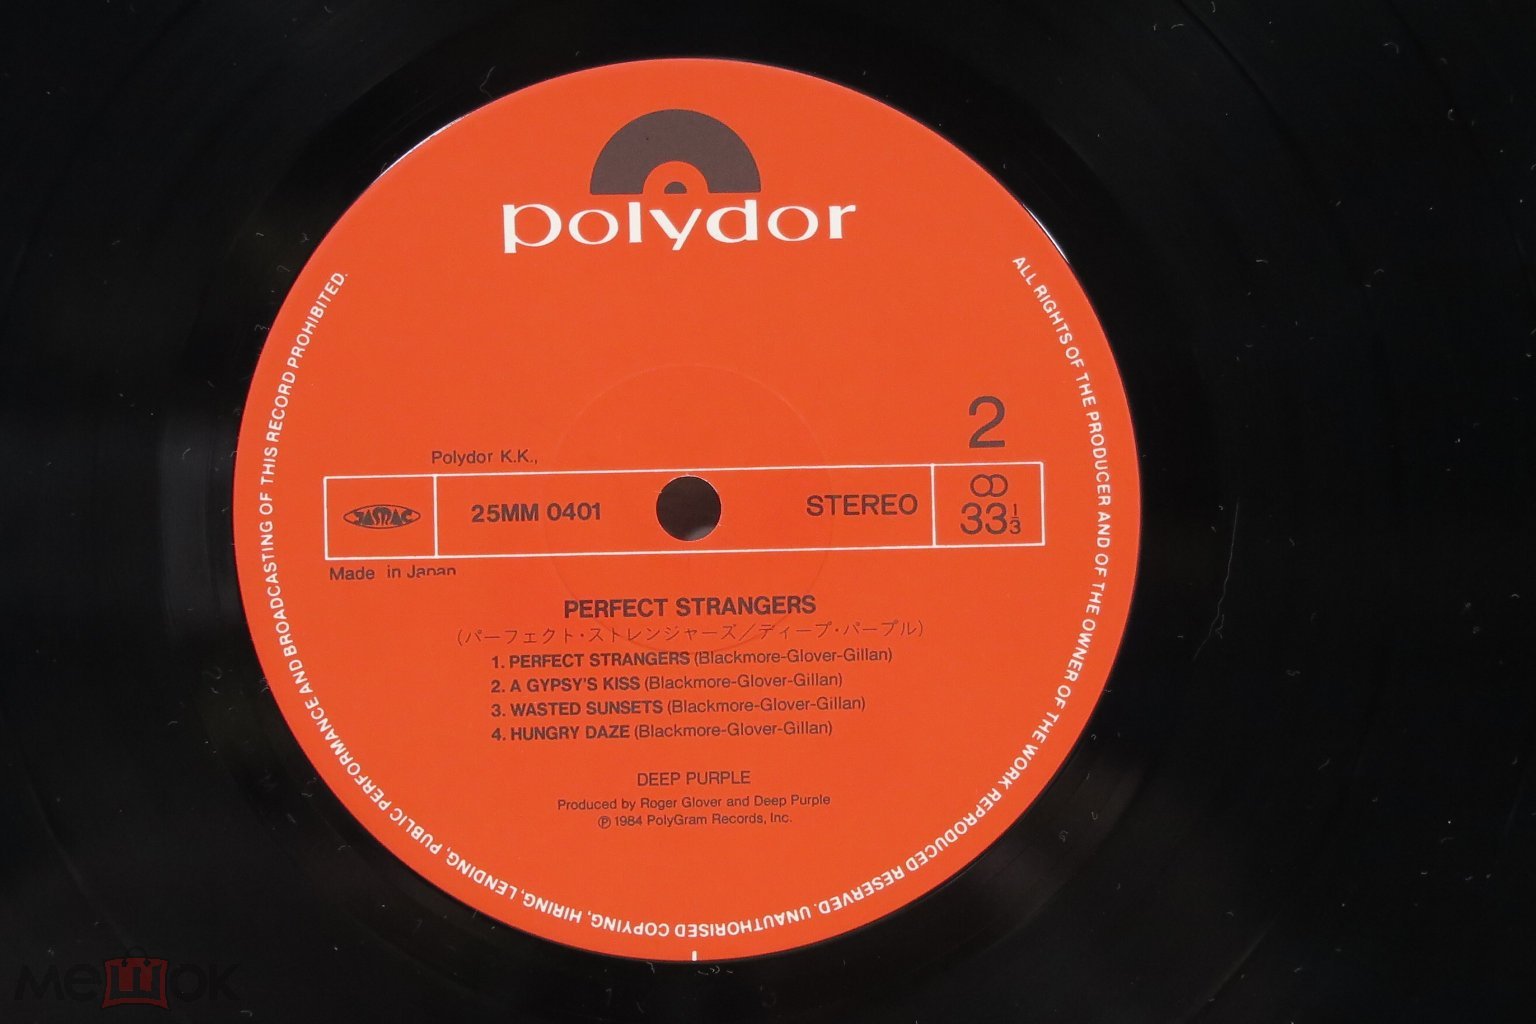 polydor
ALL RIGHTS OF THE PRODUCER AND OF THE OWNER OF THE WORK REPRODUCED RESERVED. UNAUTHORISED COPYING, HIRING, LENDING, PUBLIC PERFORMANCE AND BROADCASTING OF THIS RECORD PROHIBITED.
2
Polydor K.K.,
JASRAC
25MM 0401
STEREO
33 1/3
Made in Japan
PERFECT STRANGERS
(パーフェクト・ストレンジャーズ/ディープ・パープル)
1. PERFECT STRANGERS (Blackmore-Glover-Gillan)
2. A GYPSY'S KISS (Blackmore-Glover-Gillan)
3. WASTED SUNSETS (Blackmore-Glover-Gillan)
4. HUNGRY DAZE (Blackmore-Glover-Gillan)
DEEP PURPLE
Produced by Roger Glover and Deep Purple
℗ 1984 PolyGram Records, Inc.
мешок